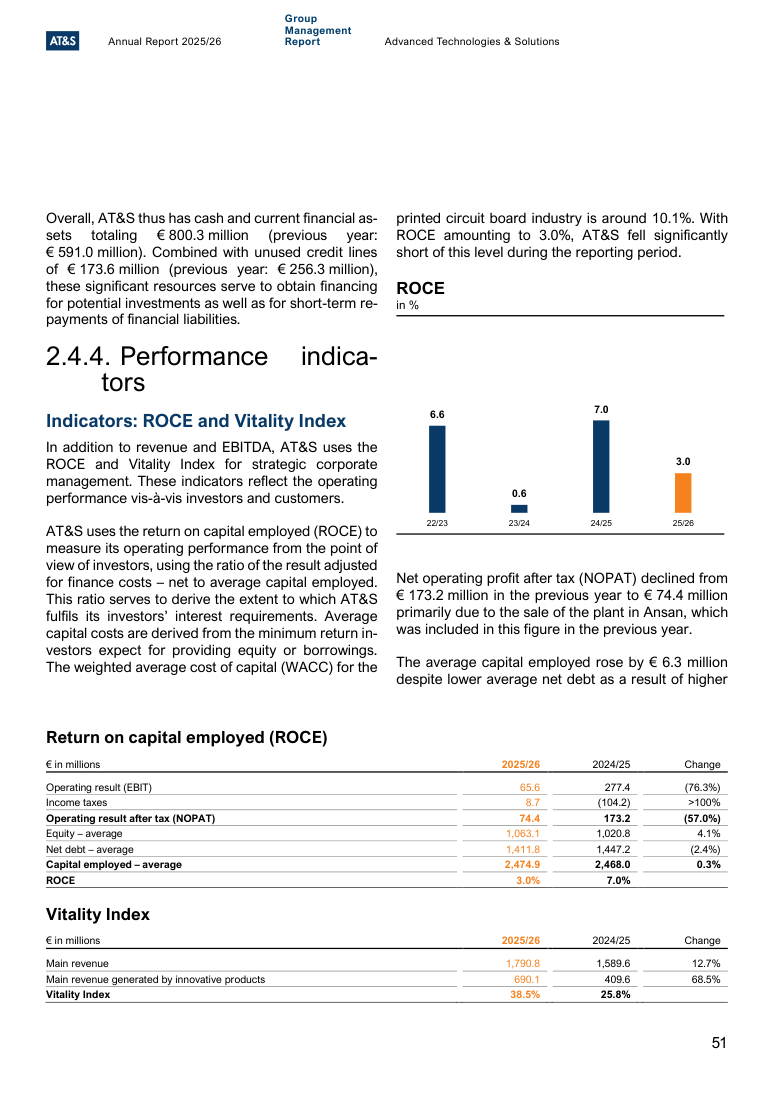 AT&S
Annual Report 2025/26
Group
Management
Report
Advanced Technologies & Solutions
Overall, AT&S thus has cash and current financial as-
sets totaling € 800.3 million (previous year:
€ 591.0 million). Combined with unused credit lines
of € 173.6 million (previous year: € 256.3 million),
these significant resources serve to obtain financing
for potential investments as well as for short-term re-
payments of financial liabilities.
2.4.4. Performance indica-
tors
Indicators: ROCE and Vitality Index
In addition to revenue and EBITDA, AT&S uses the
ROCE and Vitality Index for strategic corporate
management. These indicators reflect the operating
performance vis-à-vis investors and customers.
AT&S uses the return on capital employed (ROCE) to
measure its operating performance from the point of
view of investors, using the ratio of the result adjusted
for finance costs – net to average capital employed.
This ratio serves to derive the extent to which AT&S
fulfils its investors’ interest requirements. Average
capital costs are derived from the minimum return in-
vestors expect for providing equity or borrowings.
The weighted average cost of capital (WACC) for the
printed circuit board industry is around 10.1%. With
ROCE amounting to 3.0%, AT&S fell significantly
short of this level during the reporting period.
ROCE
in %
6.6
0.6
7.0
3.0
22/23
23/24
24/25
25/26
Net operating profit after tax (NOPAT) declined from
€ 173.2 million in the previous year to € 74.4 million
primarily due to the sale of the plant in Ansan, which
was included in this figure in the previous year.
The average capital employed rose by € 6.3 million
despite lower average net debt as a result of higher
Return on capital employed (ROCE)
€ in millions 2025/26 2024/25 Change
Operating result (EBIT) 65.6 277.4 (76.3%)
Income taxes 8.7 (104.2) >100%
Operating result after tax (NOPAT) 74.4 173.2 (57.0%)
Equity – average 1,063.1 1,020.8 4.1%
Net debt – average 1,411.8 1,447.2 (2.4%)
Capital employed – average 2,474.9 2,468.0 0.3%
ROCE 3.0% 7.0%
Vitality Index
€ in millions 2025/26 2024/25 Change
Main revenue 1,790.8 1,589.6 12.7%
Main revenue generated by innovative products 690.1 409.6 68.5%
Vitality Index 38.5% 25.8%
51